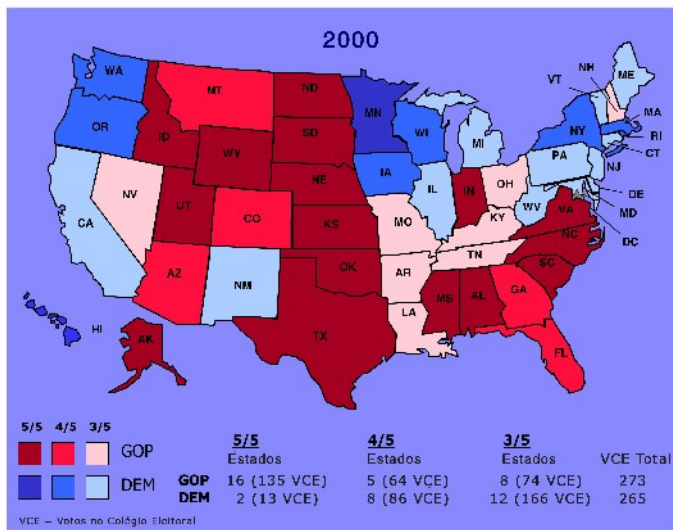 2000
WA
MT
ND
MN
VT
NH
ME
OR
ID
SD
WI
MI
NY
MA
RI
CT
WY
NE
IA
PA
NJ
NV
UT
CO
KS
IL
IN
OH
WV
DE
MD
DC
CA
MO
KY
VA
NC
AZ
NM
OK
AR
TN
SC
TX
LA
MS
AL
GA
FL
HI
AK
5/5 4/5 3/5
GOP
DEM
5/5 4/5 3/5
Estados Estados Estados VCE Total
GOP 16 (135 VCE) 5 (64 VCE) 8 (74 VCE) 273
DEM 2 (13 VCE) 8 (86 VCE) 12 (166 VCE) 265
VCE = Votos no Colégio Eleitoral